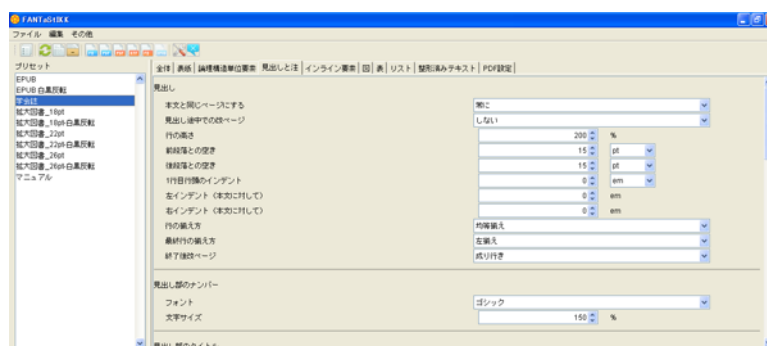 FANTaStIKK
ファイル 編集 その他
プリセット
EPUB
EPUB 白黒反転
学会誌
拡大図書_18pt
拡大図書_18pt-白黒反転
拡大図書_22pt
拡大図書_22pt-白黒反転
拡大図書_26pt
拡大図書_26pt-白黒反転
マニュアル
全体 表紙 論理構造単位要素 見出しと注 インライン要素 図 表 リスト 整形済みテキスト PDF設定
見出し
本文と同じページにする 常に
見出し途中での改ページ しない
行の高さ 200 %
前段落との空き 15 pt
後段落との空き 15 pt
1行目行頭のインデント 0 em
左インデント（本文に対して） 0 em
右インデント（本文に対して） 0 em
行の揃え方 均等揃え
最終行の揃え方 左揃え
終了後改ページ 成り行き
見出し部のナンバー
フォント ゴシック
文字サイズ 150 %
見出し部のタイトル